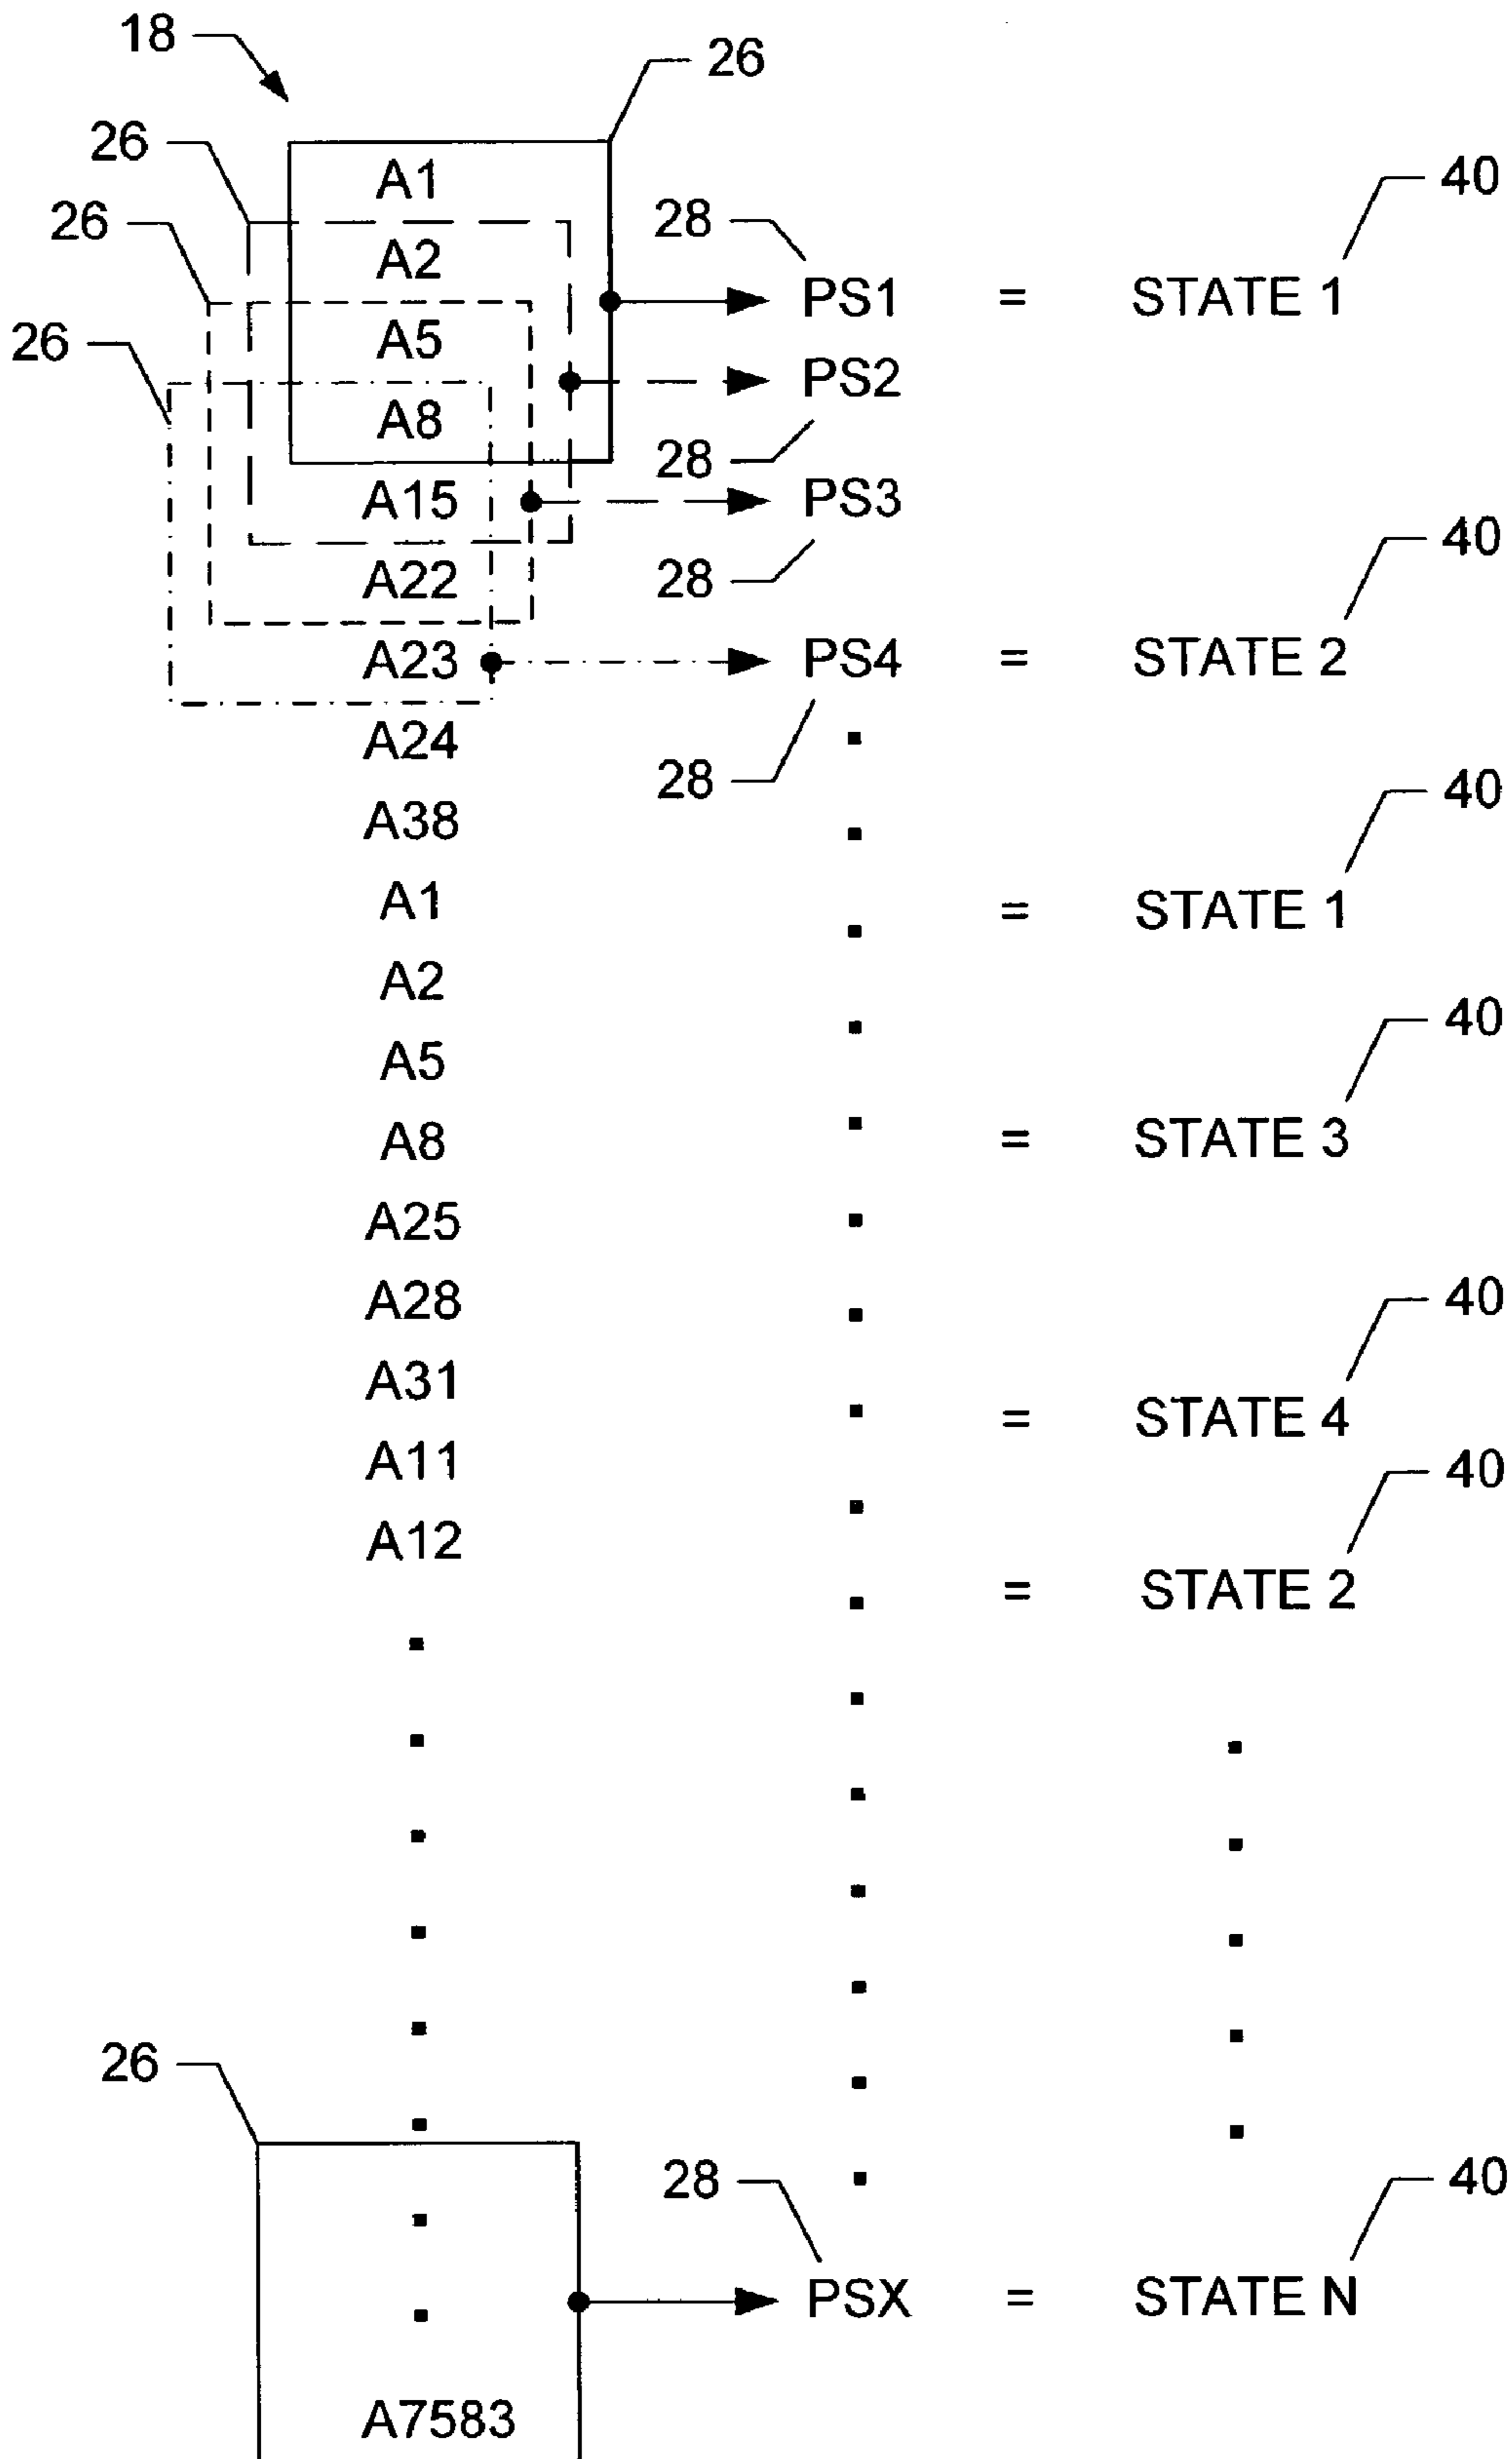 18
26
26
A1
40
26
28
A2
PS1 = STATE 1
26
A5
PS2
A8
28
A15
PS3
40
A22
28
A23
PS4 = STATE 2
A24
28
40
A38
A1
= STATE 1
A2
40
A5
A8
= STATE 3
A25
A28
40
A31
= STATE 4
A11
40
A12
= STATE 2
26
28
40
PSX = STATE N
A7583